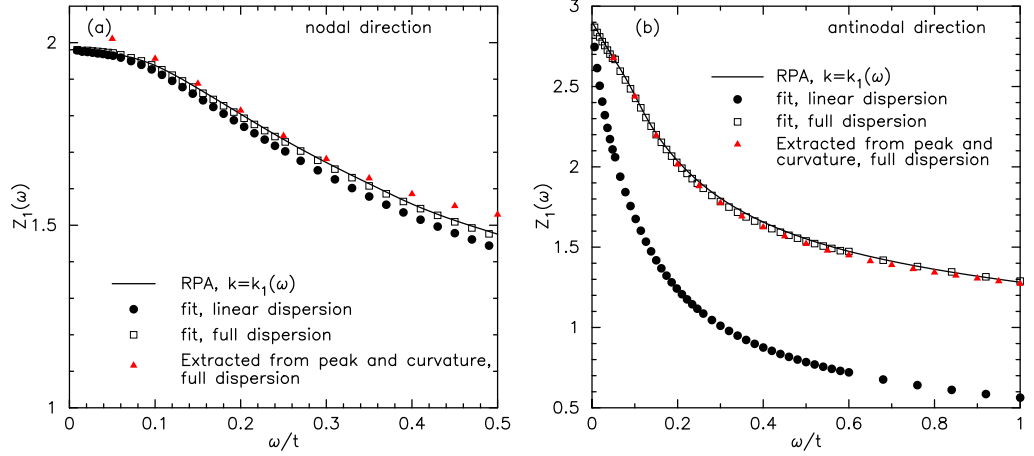 (a) nodal direction
2
1.5
1
Z₁(ω)
RPA, k=k₁(ω)
fit, linear dispersion
fit, full dispersion
Extracted from peak and curvature,
full dispersion
0 0.1 0.2 0.3 0.4 0.5
ω/t
(b) antinodal direction
3
2.5
2
1.5
1
0.5
Z₁(ω)
RPA, k=k₁(ω)
fit, linear dispersion
fit, full dispersion
Extracted from peak and
curvature, full dispersion
0 0.2 0.4 0.6 0.8 1
ω/t